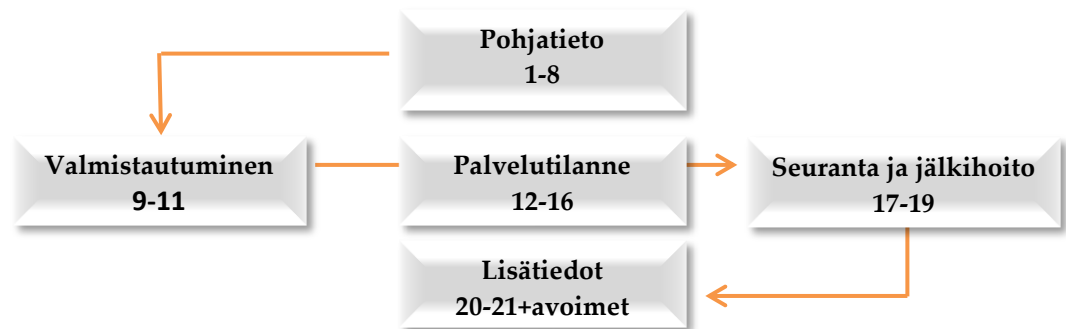 Pohjatieto
1-8
Valmistautuminen
9-11
Palvelutilanne
12-16
Seuranta ja jälkihoito
17-19
Lisätiedot
20-21+avoimet